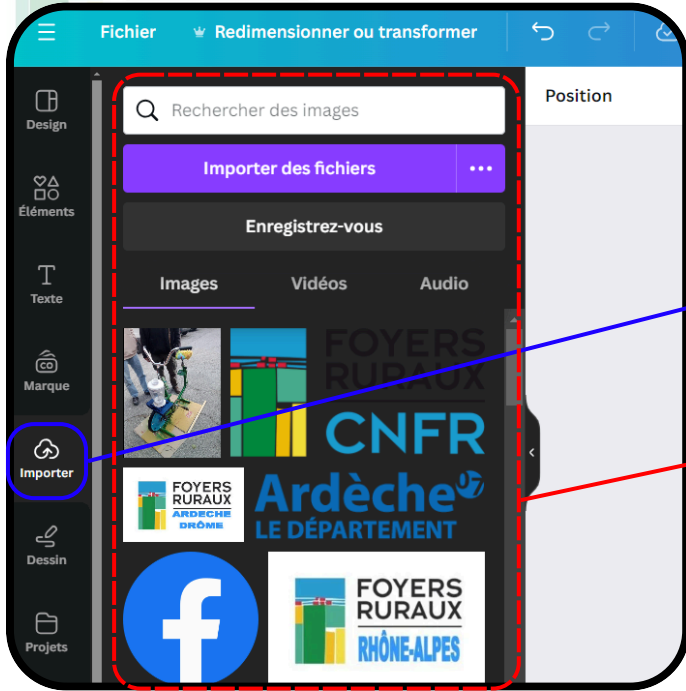 Fichier
Redimensionner ou transformer
Design
Éléments
Texte
Marque
Importer
Dessin
Projets
Rechercher des images
Importer des fichiers
Enregistrez-vous
Images Vidéos Audio
FOYERS
RURAUX
CNFR
FOYERS
RURAUX
ARDECHE
DRÔME
Ardèche 07
LE DÉPARTEMENT
f
FOYERS
RURAUX
RHÔNE-ALPES
Position